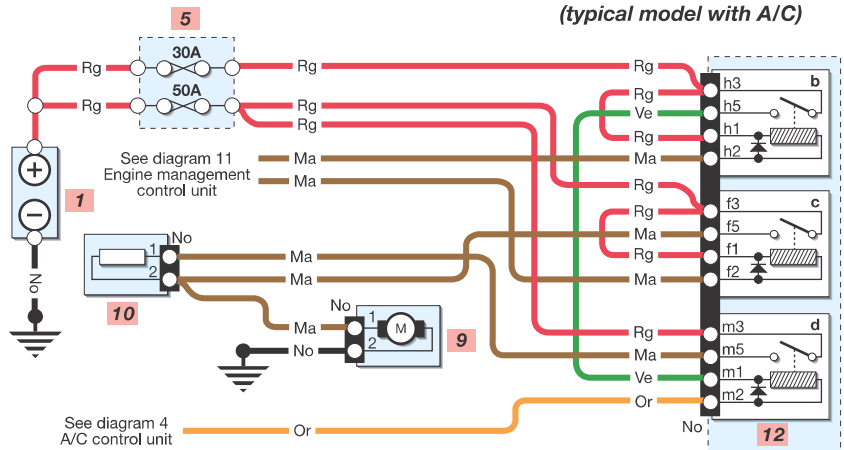 (typical model with A/C)
5
30A
50A
Rg
Rg
Rg
Rg
Rg
Rg
Rg
Ve
Rg
Ma
b
h3
h5
h1
h2
See diagram 11
Engine management
control unit
Ma
Ma
1
No
Rg
Rg
Ma
Rg
Ma
c
f3
f5
f1
f2
No
1
2
10
Ma
Ma
No
1
2
M
9
Ma
No
Rg
Ma
Ve
Or
d
m3
m5
m1
m2
No
12
See diagram 4
A/C control unit
Or